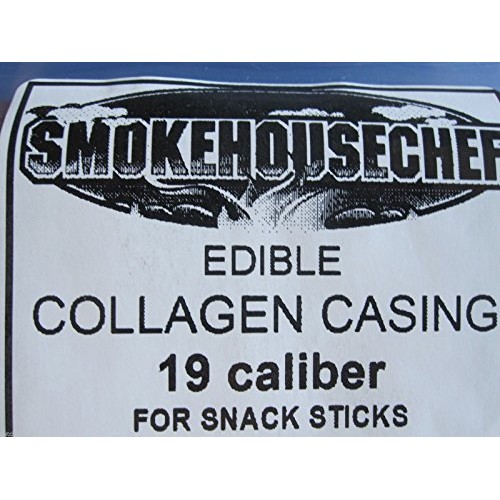 SMOKEHOUSECHEF
EDIBLE
COLLAGEN CASING
19 caliber
FOR SNACK STICKS